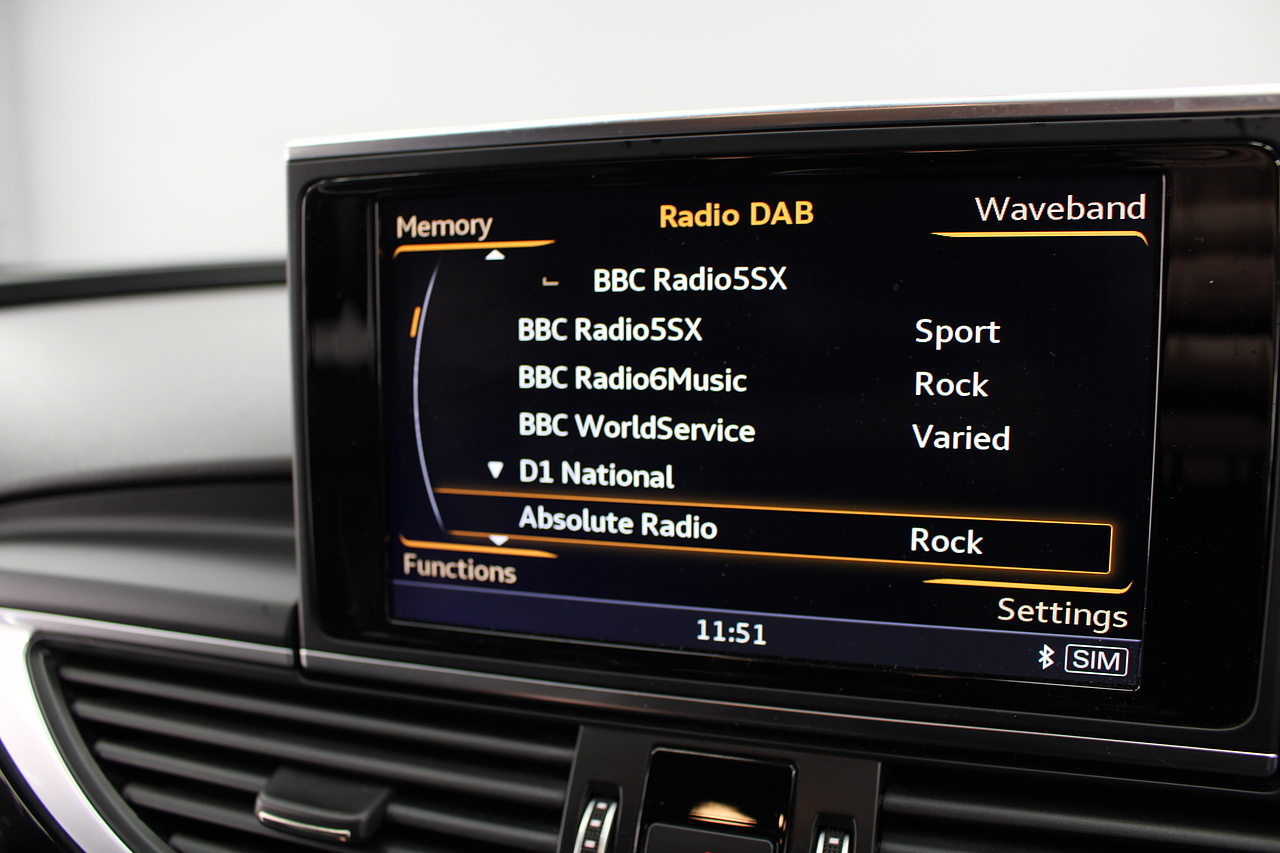 Memory
Radio DAB
Waveband
BBC Radio5SX
BBC Radio5SX Sport
BBC Radio6Music Rock
BBC WorldService Varied
D1 National
Absolute Radio Rock
Functions
Settings
11:51
SIM